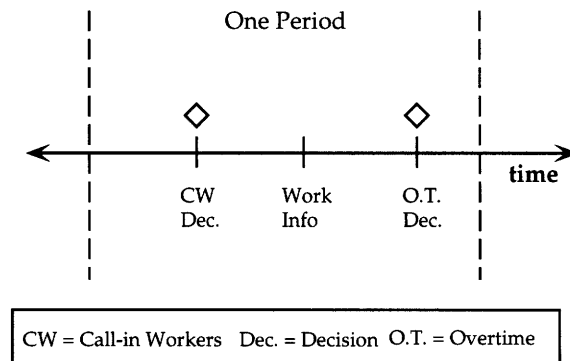 One Period
time
CW Work O.T.
Dec. Info Dec.
CW = Call-in Workers Dec. = Decision O.T. = Overtime